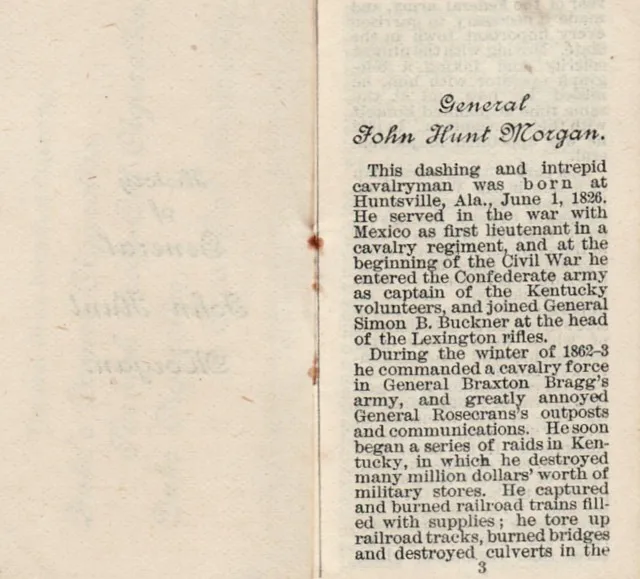 General
John Hunt Morgan.
This dashing and intrepid
cavalryman was born at
Huntsville, Ala., June 1, 1826.
He served in the war with
Mexico as first lieutenant in a
cavalry regiment, and at the
beginning of the Civil War he
entered the Confederate army
as captain of the Kentucky
volunteers, and joined General
Simon B. Buckner at the head
of the Lexington rifles.
During the winter of 1862-3
he commanded a cavalry force
in General Braxton Bragg's
army, and greatly annoyed
General Rosecrans's outposts
and communications. He soon
began a series of raids in Ken-
tucky, in which he destroyed
many million dollars' worth of
military stores. He captured
and burned railroad trains fill-
ed with supplies; he tore up
railroad tracks, burned bridges
and destroyed culverts in the
3